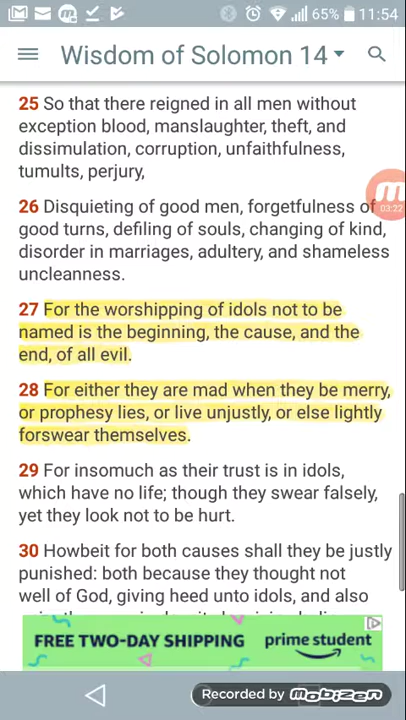 65% 11:54
Wisdom of Solomon 14
25 So that there reigned in all men without
exception blood, manslaughter, theft, and
dissimulation, corruption, unfaithfulness,
tumults, perjury,
26 Disquieting of good men, forgetfulness of
good turns, defiling of souls, changing of kind,
disorder in marriages, adultery, and shameless
uncleanness.
03:22
27 For the worshipping of idols not to be
named is the beginning, the cause, and the
end, of all evil.
28 For either they are mad when they be merry,
or prophesy lies, or live unjustly, or else lightly
forswear themselves.
29 For insomuch as their trust is in idols,
which have no life; though they swear falsely,
yet they look not to be hurt.
30 Howbeit for both causes shall they be justly
punished: both because they thought not
well of God, giving heed unto idols, and also
FREE TWO-DAY SHIPPING prime student
Recorded by mobizen